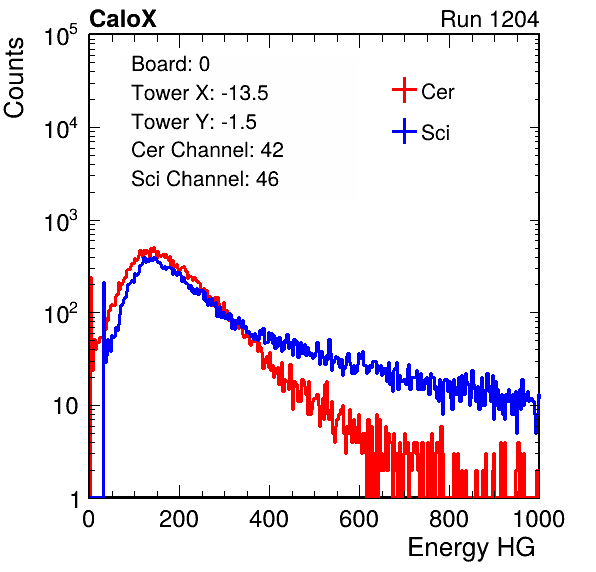 CaloX Run 1204
Counts
10^5
10^4
10^3
10^2
10
1
Board: 0
Tower X: -13.5
Tower Y: -1.5
Cer Channel: 42
Sci Channel: 46
Cer
Sci
0 200 400 600 800 1000
Energy HG